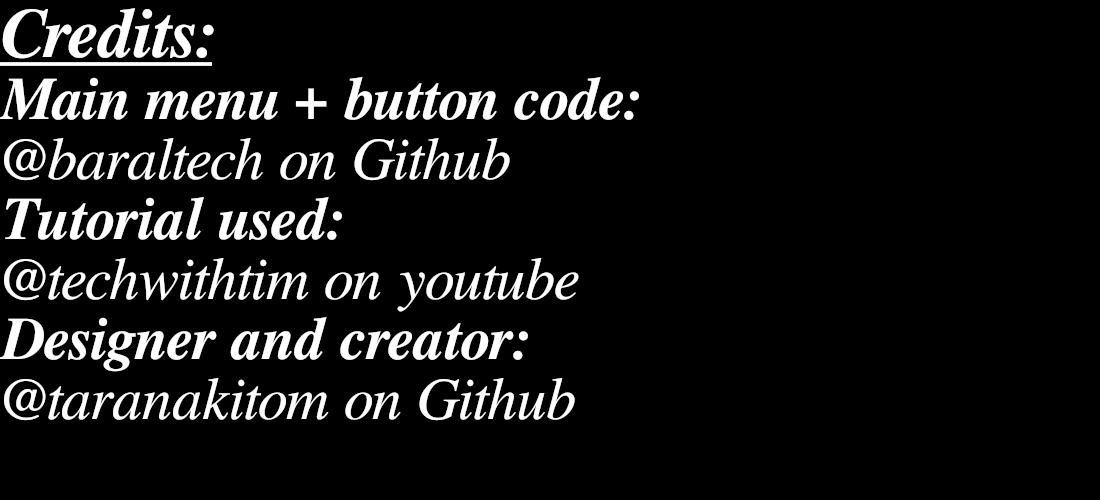 Credits:
Main menu + button code:
@baraltech on Github
Tutorial used:
@techwithtim on youtube
Designer and creator:
@taranakitom on Github